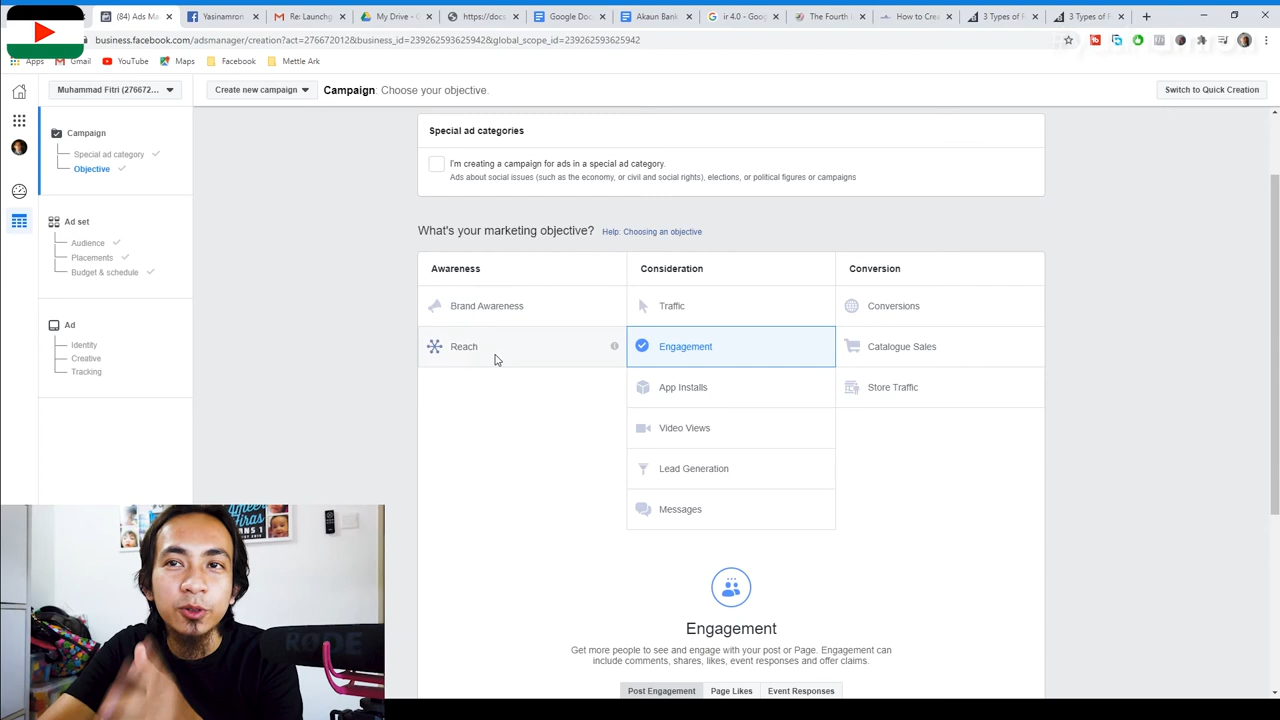 (84) Ads Ma
Yasinamron
Re: Launchg
My Drive - G
https://docs
Google Doc
Akaun Bank
ir 4.0 - Goog
The Fourth I
How to Crea
3 Types of R
3 Types of R
business.facebook.com/adsmanager/creation?act=276672012&business_id=239262593625942&global_scope_id=239262593625942
Apps
Gmail
YouTube
Maps
Facebook
Mettle Ark
Muhammad Fitri (276672...
Create new campaign
Campaign: Choose your objective.
Switch to Quick Creation
Campaign
Special ad category
Objective
Ad set
Audience
Placements
Budget & schedule
Ad
Identity
Creative
Tracking
Special ad categories
I'm creating a campaign for ads in a special ad category.
Ads about social issues (such as the economy, or civil and social rights), elections, or political figures or campaigns
What's your marketing objective? Help: Choosing an objective
Awareness
Consideration
Conversion
Brand Awareness
Traffic
Conversions
Reach
Engagement
Catalogue Sales
App Installs
Store Traffic
Video Views
Lead Generation
Messages
Engagement
Get more people to see and engage with your post or Page. Engagement can
include comments, shares, likes, event responses and offer claims.
Post Engagement
Page Likes
Event Responses
RØDE